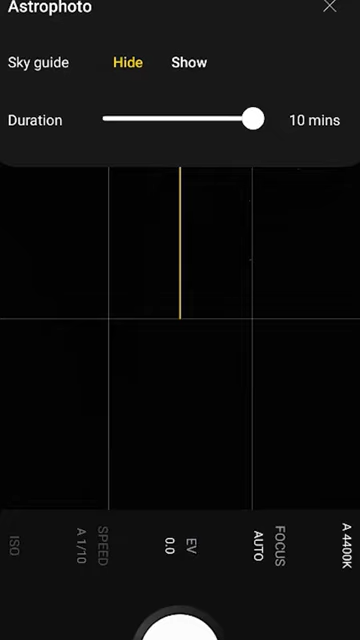 Astrophoto
Sky guide Hide Show
Duration 10 mins
ISO
SPEED
A 1/10
EV
0.0
FOCUS
AUTO
A 4400K